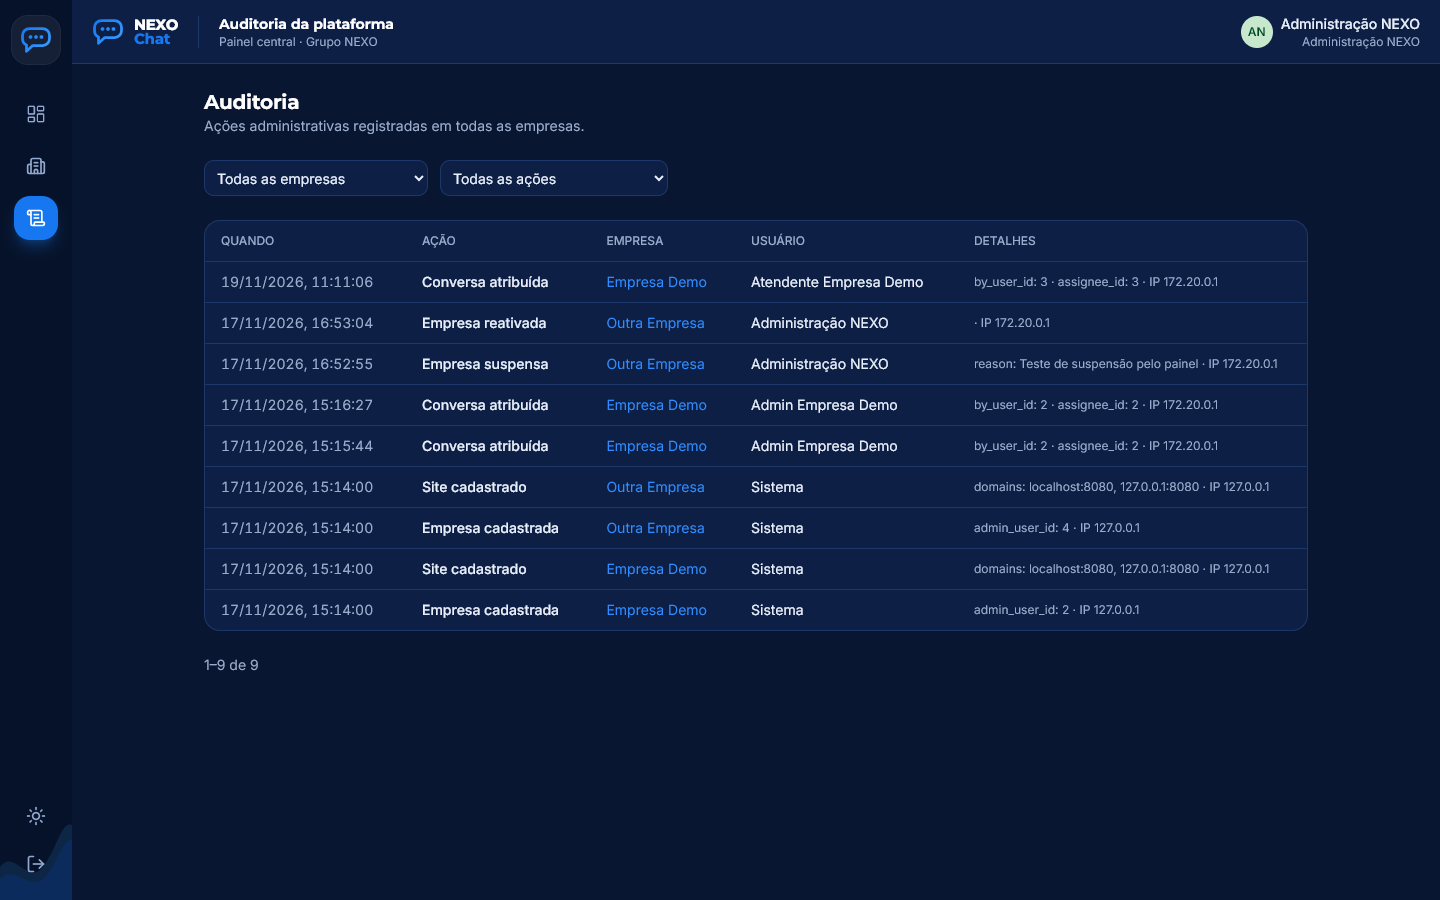 NEXO
Chat
Auditoria da plataforma
Painel central · Grupo NEXO
AN
Administração NEXO
Administração NEXO
Auditoria
Ações administrativas registradas em todas as empresas.
Todas as empresas
Todas as ações
QUANDO AÇÃO EMPRESA USUÁRIO DETALHES
19/11/2026, 11:11:06 Conversa atribuída Empresa Demo Atendente Empresa Demo by_user_id: 3 · assignee_id: 3 · IP 172.20.0.1
17/11/2026, 16:53:04 Empresa reativada Outra Empresa Administração NEXO · IP 172.20.0.1
17/11/2026, 16:52:55 Empresa suspensa Outra Empresa Administração NEXO reason: Teste de suspensão pelo painel · IP 172.20.0.1
17/11/2026, 15:16:27 Conversa atribuída Empresa Demo Admin Empresa Demo by_user_id: 2 · assignee_id: 2 · IP 172.20.0.1
17/11/2026, 15:15:44 Conversa atribuída Empresa Demo Admin Empresa Demo by_user_id: 2 · assignee_id: 2 · IP 172.20.0.1
17/11/2026, 15:14:00 Site cadastrado Outra Empresa Sistema domains: localhost:8080, 127.0.0.1:8080 · IP 127.0.0.1
17/11/2026, 15:14:00 Empresa cadastrada Outra Empresa Sistema admin_user_id: 4 · IP 127.0.0.1
17/11/2026, 15:14:00 Site cadastrado Empresa Demo Sistema domains: localhost:8080, 127.0.0.1:8080 · IP 127.0.0.1
17/11/2026, 15:14:00 Empresa cadastrada Empresa Demo Sistema admin_user_id: 2 · IP 127.0.0.1
1–9 de 9